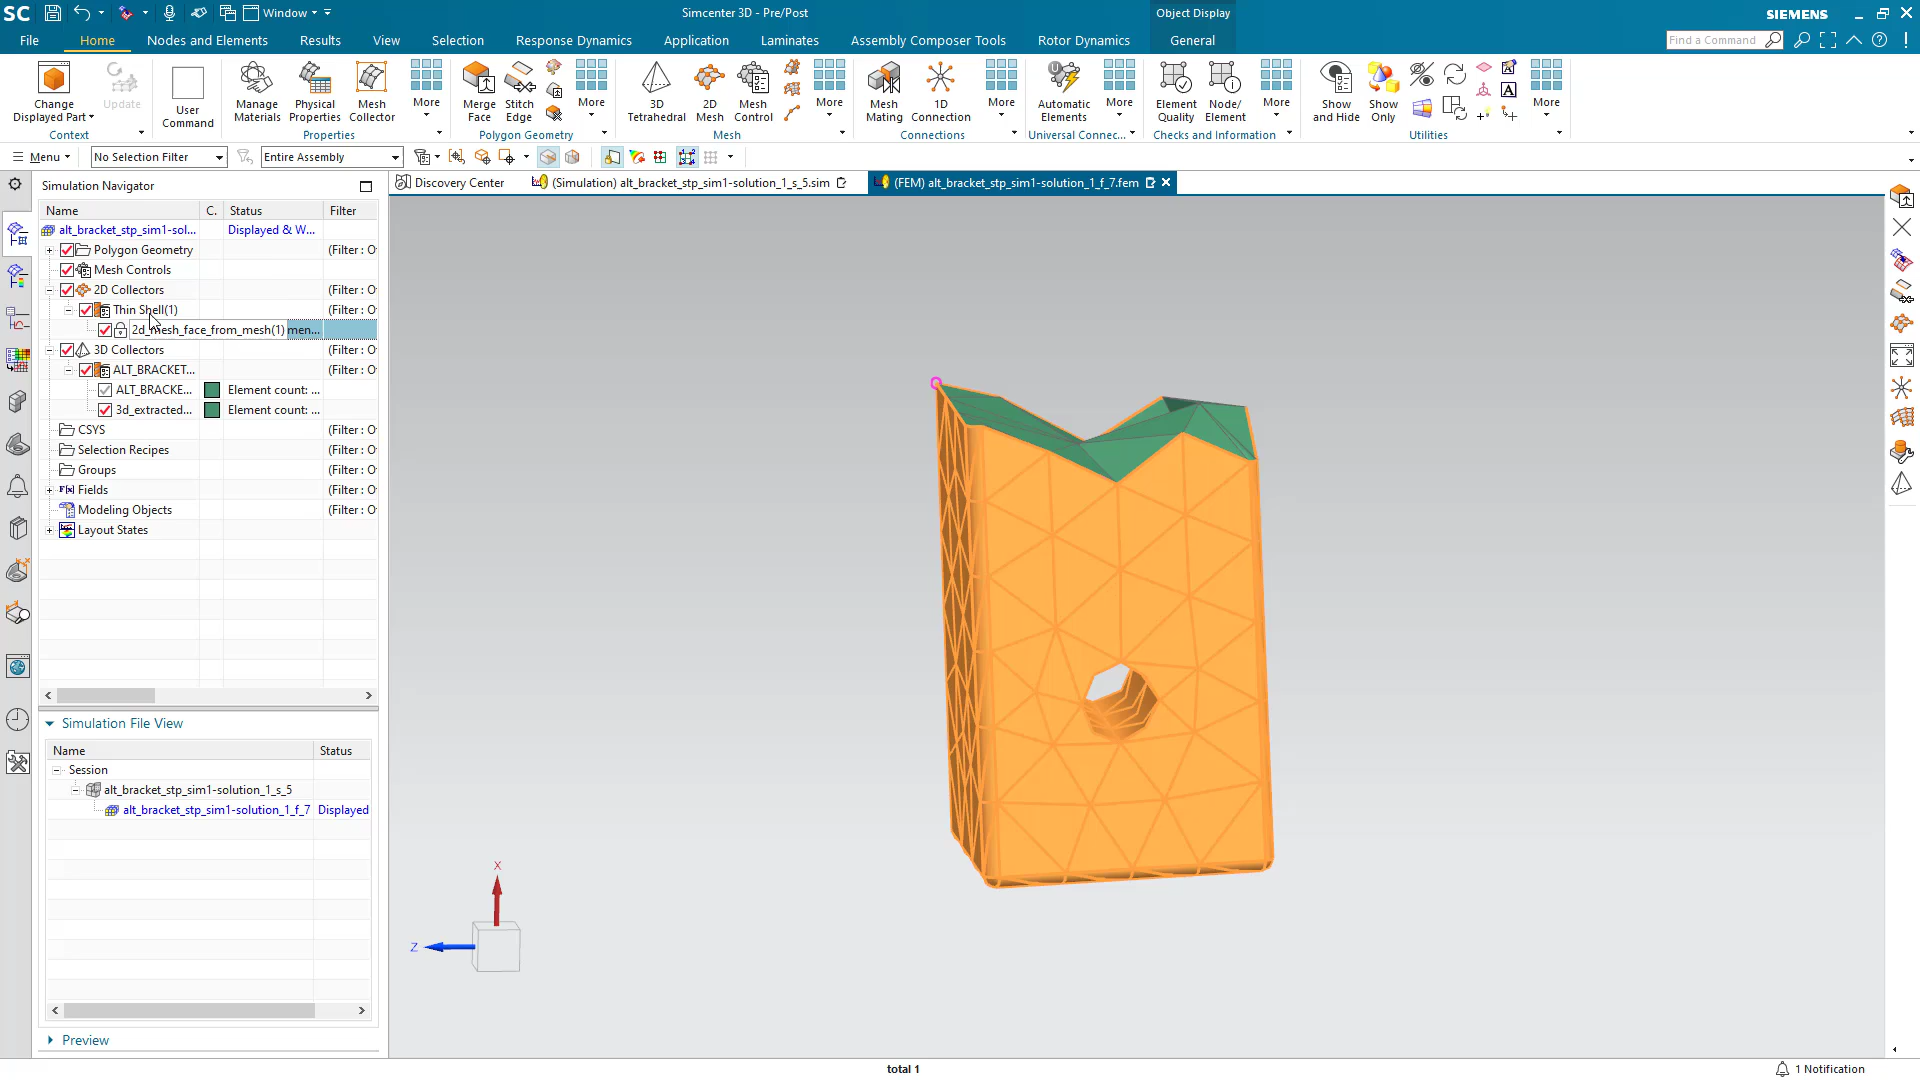 SC Window Simcenter 3D - Pre/Post Object Display SIEMENS
File Home Nodes and Elements Results View Selection Response Dynamics Application Laminates Assembly Composer Tools Rotor Dynamics General Find a Command
Change Displayed Part
Update
Context
User Command
Manage Materials
Physical Properties
Mesh Collector
More
Properties
Merge Face
Stitch Edge
More
Polygon Geometry
3D Tetrahedral
2D Mesh
Mesh Control
More
Mesh
Mesh Mating
1D Connection
More
Connections
Automatic Elements
More
Universal Connec...
Element Quality
Node/ Element
More
Checks and Information
Show and Hide
Show Only
More
Utilities
Menu No Selection Filter Entire Assembly
Simulation Navigator
Discovery Center (Simulation) alt_bracket_stp_sim1-solution_1_s_5.sim (FEM) alt_bracket_stp_sim1-solution_1_f_7.fem
Name C. Status Filter
alt_bracket_stp_sim1-sol... Displayed & W...
Polygon Geometry (Filter : O
Mesh Controls
2D Collectors (Filter : O
Thin Shell(1) (Filter : O
2d_mesh_face_from_mesh(1) men...
3D Collectors (Filter : O
ALT_BRACKET... (Filter : O
ALT_BRACKE... Element count: ...
3d_extracted... Element count: ...
CSYS (Filter : O
Selection Recipes (Filter : O
Groups (Filter : O
Fields (Filter : O
Modeling Objects (Filter : O
Layout States
Simulation File View
Name Status
Session
alt_bracket_stp_sim1-solution_1_s_5
alt_bracket_stp_sim1-solution_1_f_7 Displayed
Preview
X
Z
total 1
1 Notification